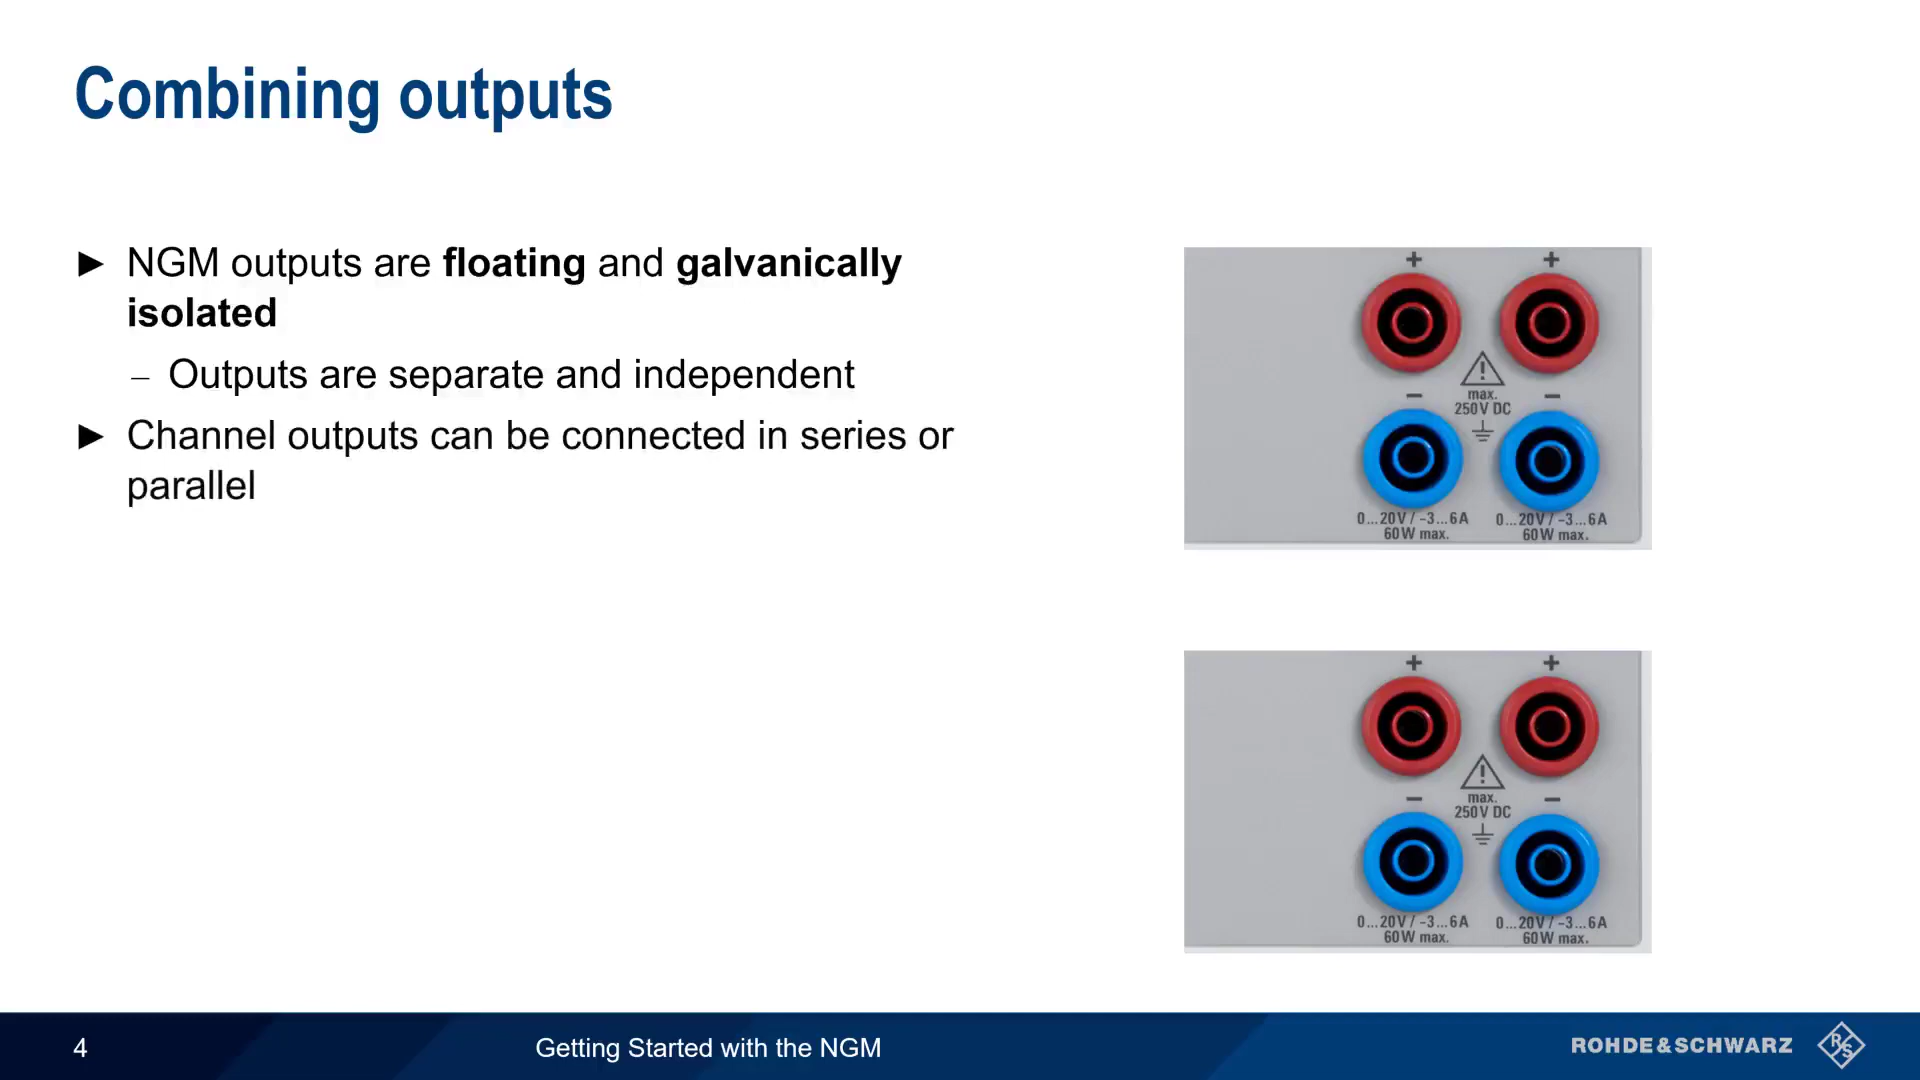 Combining outputs
► NGM outputs are floating and galvanically
isolated
– Outputs are separate and independent
► Channel outputs can be connected in series or
parallel
+ +
max.
250V DC
- -
0...20V / -3...6A 0...20V / -3...6A
60W max. 60W max.
+ +
max.
250V DC
- -
0...20V / -3...6A 0...20V / -3...6A
60W max. 60W max.
4
Getting Started with the NGM
ROHDE&SCHWARZ
R&S